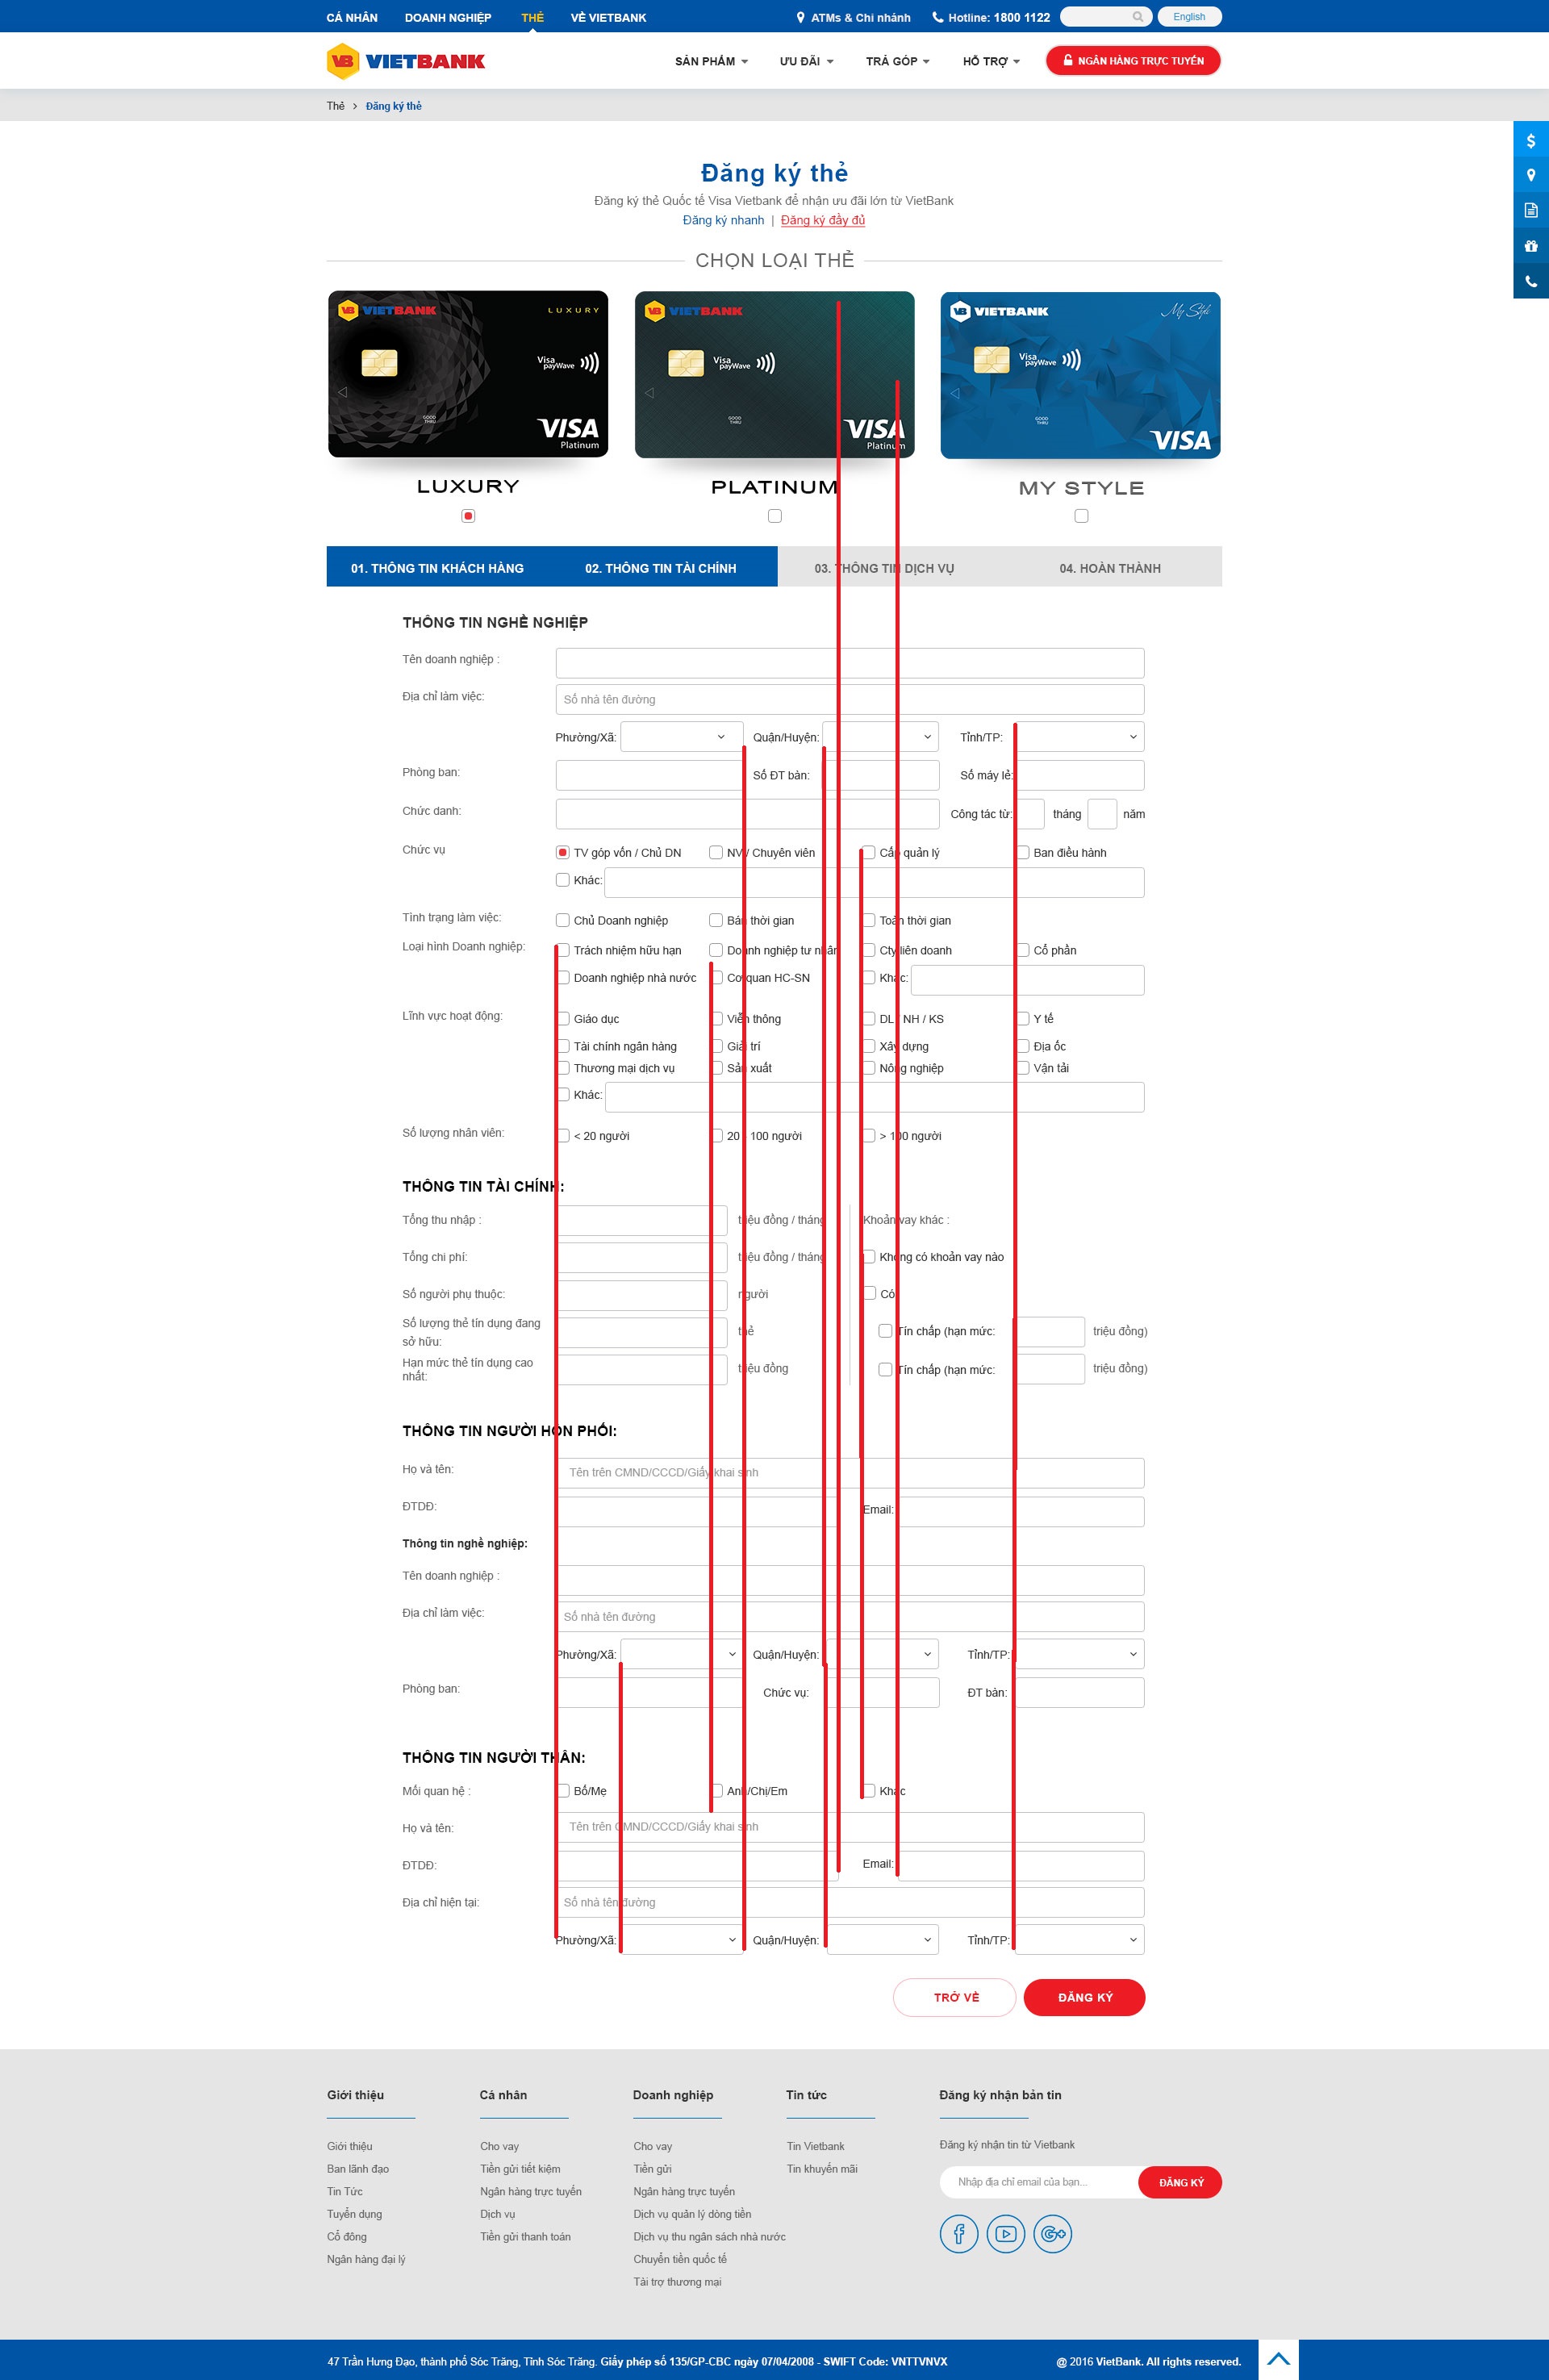 CÁ NHÂN DOANH NGHIỆP THẺ VỀ VIETBANK ATMs & Chi nhánh Hotline: 1800 1122 English
VB VIETBANK SẢN PHẨM ƯU ĐÃI TRẢ GÓP HỖ TRỢ NGÂN HÀNG TRỰC TUYẾN
Thẻ > Đăng ký thẻ
Đăng ký thẻ
Đăng ký thẻ Quốc tế Visa Vietbank để nhận ưu đãi lớn từ VietBank
Đăng ký nhanh | Đăng ký đầy đủ
CHỌN LOẠI THẺ
VB VIETBANK LUXURY
Visa payWave
GOOD THRU
VISA
Platinum
VB VIETBANK
Visa payWave
GOOD THRU
VISA
Platinum
VB VIETBANK My Style
Visa payWave
GOOD THRU
VISA
LUXURY PLATINUM MY STYLE
01. THÔNG TIN KHÁCH HÀNG 02. THÔNG TIN TÀI CHÍNH 03. THÔNG TIN DỊCH VỤ 04. HOÀN THÀNH
THÔNG TIN NGHỀ NGHIỆP
Tên doanh nghiệp :
Địa chỉ làm việc: Số nhà tên đường
Phường/Xã: Quận/Huyện: Tỉnh/TP:
Phòng ban: Số ĐT bàn: Số máy lẻ:
Chức danh: Công tác từ: tháng năm
Chức vụ TV góp vốn / Chủ DN NV / Chuyên viên Cấp quản lý Ban điều hành
Khác:
Tình trạng làm việc: Chủ Doanh nghiệp Bán thời gian Toàn thời gian
Loại hình Doanh nghiệp: Trách nhiệm hữu hạn Doanh nghiệp tư nhân Cty liên doanh Cổ phần
Doanh nghiệp nhà nước Cơ quan HC-SN Khác:
Lĩnh vực hoạt động: Giáo dục Viễn thông DL / NH / KS Y tế
Tài chính ngân hàng Giải trí Xây dựng Địa ốc
Thương mại dịch vụ Sản xuất Nông nghiệp Vận tải
Khác:
Số lượng nhân viên: < 20 người 20 - 100 người > 100 người
THÔNG TIN TÀI CHÍNH:
Tổng thu nhập : triệu đồng / tháng Khoản vay khác :
Tổng chi phí: triệu đồng / tháng Không có khoản vay nào
Số người phụ thuộc: người Có
Số lượng thẻ tín dụng đang sở hữu: thẻ Tín chấp (hạn mức: triệu đồng)
Hạn mức thẻ tín dụng cao nhất: triệu đồng Tín chấp (hạn mức: triệu đồng)
THÔNG TIN NGƯỜI HÔN PHỐI:
Họ và tên: Tên trên CMND/CCCD/Giấy khai sinh
ĐTDĐ: Email:
Thông tin nghề nghiệp:
Tên doanh nghiệp :
Địa chỉ làm việc: Số nhà tên đường
Phường/Xã: Quận/Huyện: Tỉnh/TP:
Phòng ban: Chức vụ: ĐT bàn:
THÔNG TIN NGƯỜI THÂN:
Mối quan hệ : Bố/Mẹ Anh/Chị/Em Khác
Họ và tên: Tên trên CMND/CCCD/Giấy khai sinh
ĐTDĐ: Email:
Địa chỉ hiện tại: Số nhà tên đường
Phường/Xã: Quận/Huyện: Tỉnh/TP:
TRỞ VỀ ĐĂNG KÝ
Giới thiệu Cá nhân Doanh nghiệp Tin tức Đăng ký nhận bản tin
Giới thiệu Cho vay Cho vay Tin Vietbank Đăng ký nhận tin từ Vietbank
Ban lãnh đạo Tiền gửi tiết kiệm Tiền gửi Tin khuyến mãi
Tin Tức Ngân hàng trực tuyến Ngân hàng trực tuyến Nhập địa chỉ email của bạn... ĐĂNG KÝ
Tuyển dụng Dịch vụ Dịch vụ quản lý dòng tiền
Cổ đông Tiền gửi thanh toán Dịch vụ thu ngân sách nhà nước
Ngân hàng đại lý Chuyển tiền quốc tế
Tài trợ thương mại
47 Trần Hưng Đạo, thành phố Sóc Trăng, Tỉnh Sóc Trăng. Giấy phép số 135/GP-CBC ngày 07/04/2008 - SWIFT Code: VNTTVNVX @ 2016 VietBank. All rights reserved.